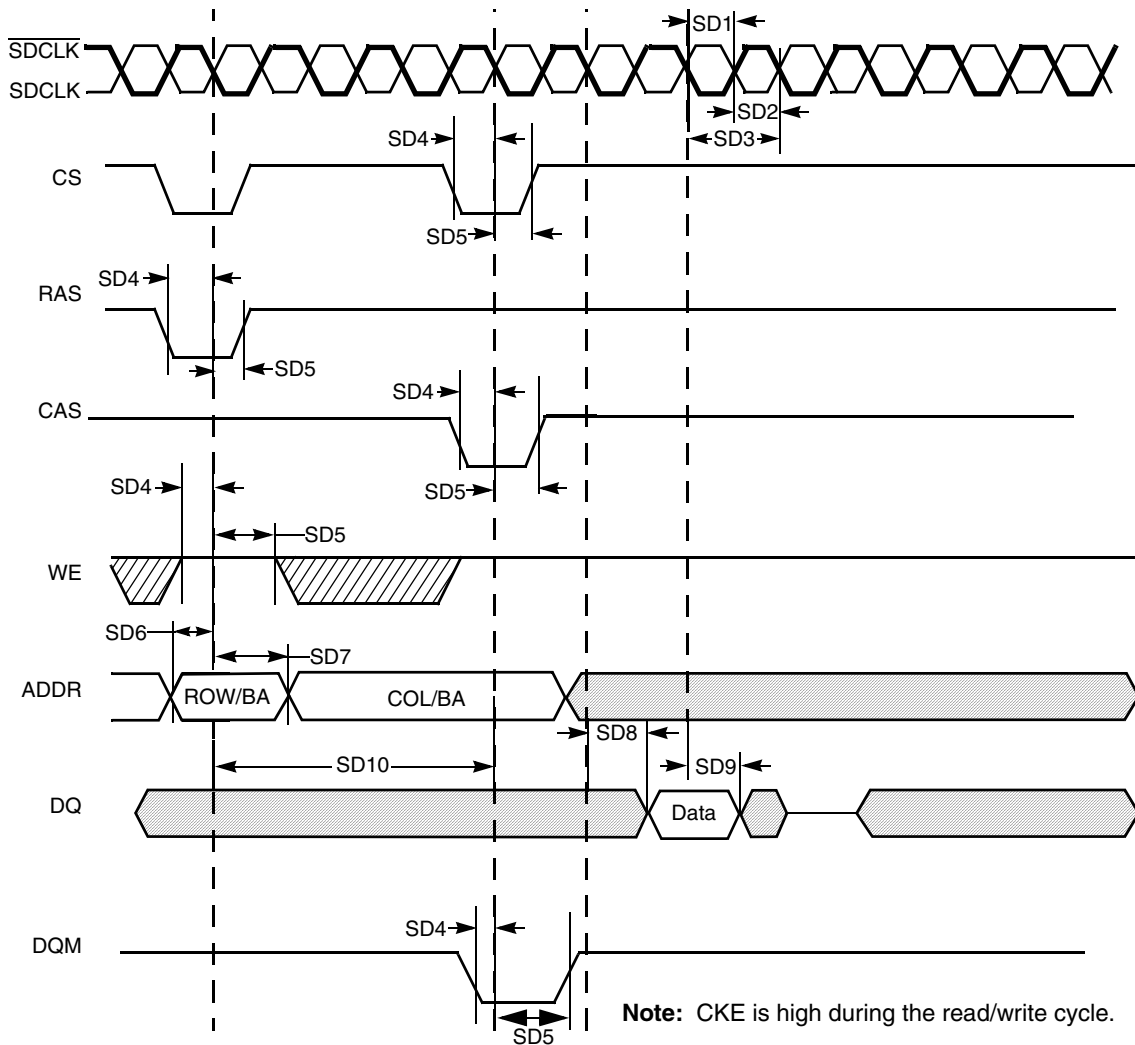 SD1
SDCLK
SDCLK
SD2
SD4
SD3
CS
SD5
SD4
RAS
SD5
SD4
CAS
SD4
SD5
SD5
WE
SD6
SD7
ADDR
ROW/BA
COL/BA
SD8
SD10
SD9
DQ
Data
SD4
DQM
Note: CKE is high during the read/write cycle.
SD5